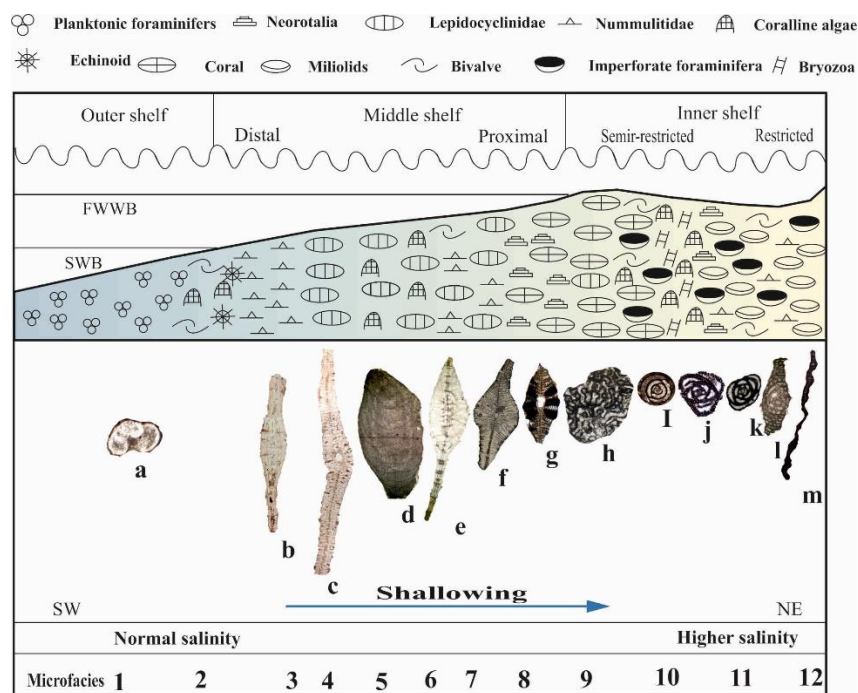 Planktonic foraminifers Neorotalia Lepidocyclinidae Nummulitidae Coralline algae
Echinoid Coral Miliolids Bivalve Imperforate foraminifera Bryozoa
Outer shelf Middle shelf Inner shelf
Distal Proximal Semir-restricted Restricted
FWWB
SWB
a b c d e f g h I j k l m
Shallowing
SW NE
Normal salinity Higher salinity
Microfacies 1 2 3 4 5 6 7 8 9 10 11 12